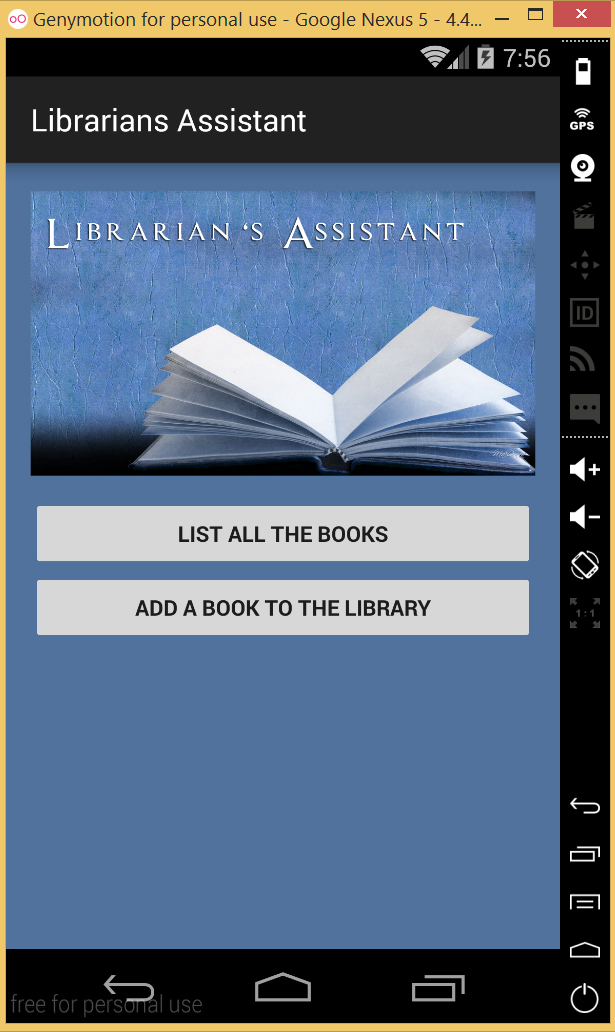 Genymotion for personal use - Google Nexus 5 - 4.4...
7:56
GPS
Librarians Assistant
LIBRARIAN 'S ASSISTANT
ID
LIST ALL THE BOOKS
ADD A BOOK TO THE LIBRARY
1:1
free for personal use